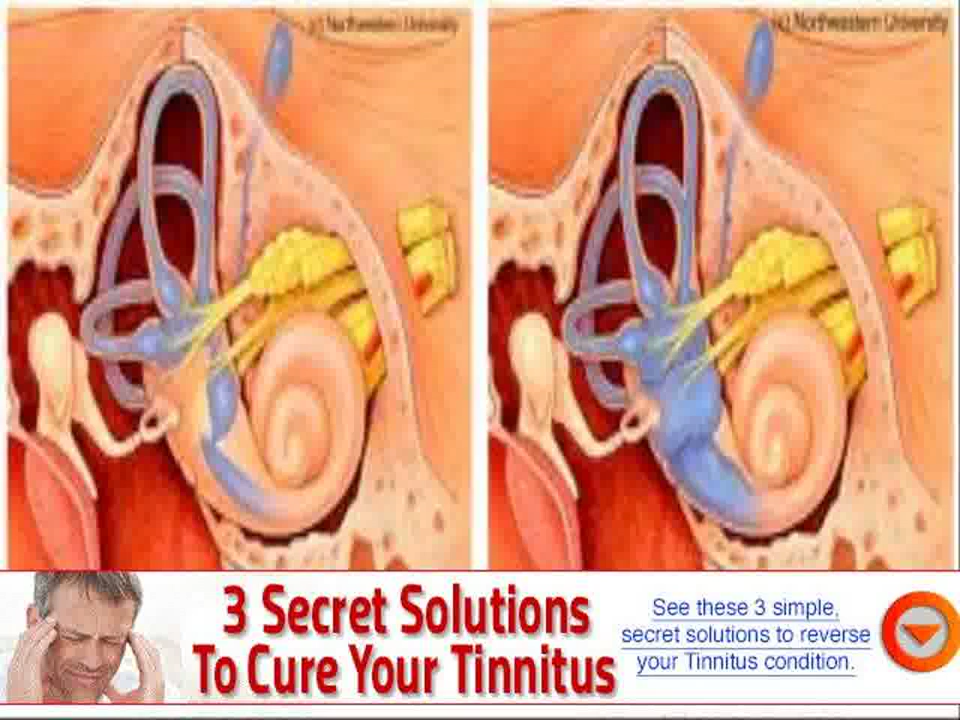 (c) Northwestern University
(c) Northwestern University
3 Secret Solutions
To Cure Your Tinnitus
See these 3 simple,
secret solutions to reverse
your Tinnitus condition.